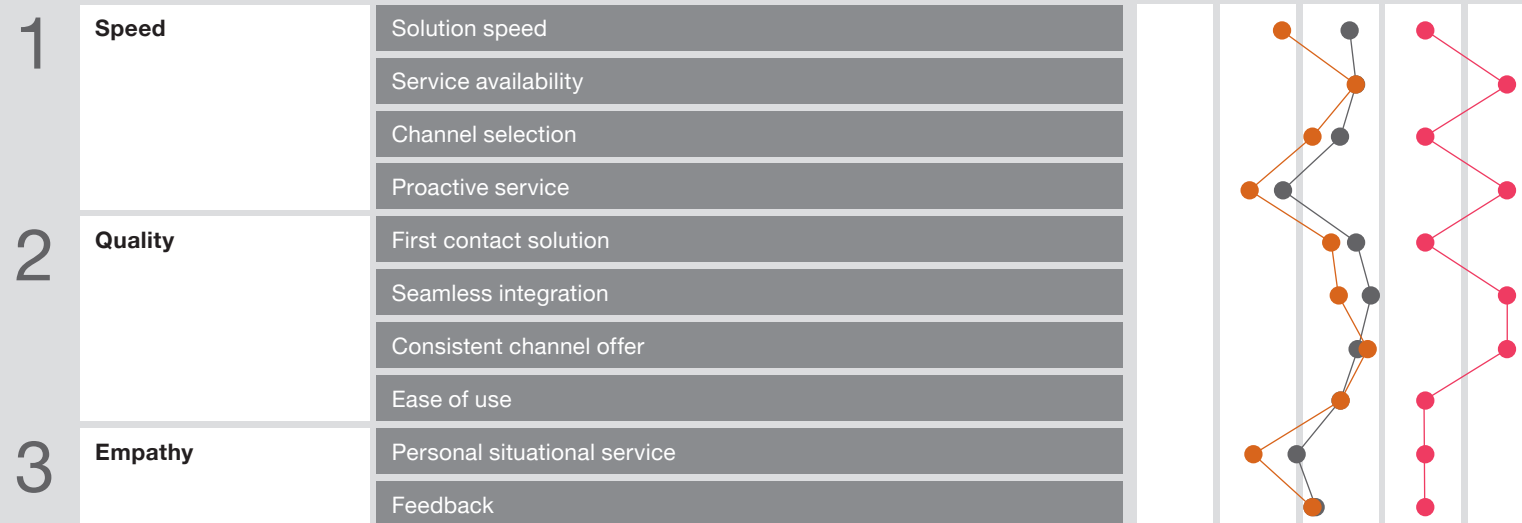 1 Speed Solution speed
Service availability
Channel selection
Proactive service
2 Quality First contact solution
Seamless integration
Consistent channel offer
Ease of use
3 Empathy Personal situational service
Feedback